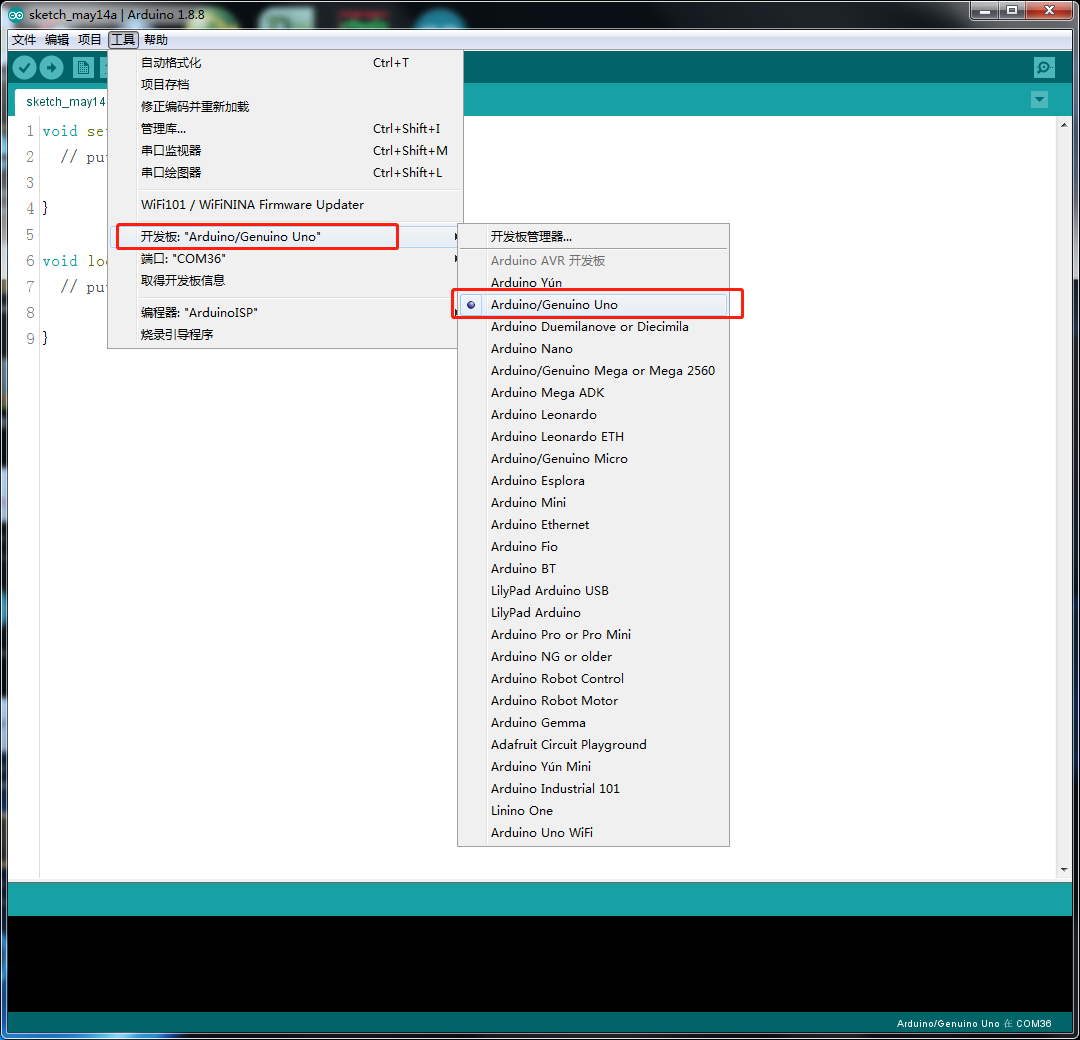 sketch_may14a | Arduino 1.8.8
文件 编辑 项目 工具 帮助
自动格式化 Ctrl+T
项目存档
修正编码并重新加载
管理库... Ctrl+Shift+I
串口监视器 Ctrl+Shift+M
串口绘图器 Ctrl+Shift+L
WiFi101 / WiFiNINA Firmware Updater
开发板: "Arduino/Genuino Uno"
端口: "COM36"
取得开发板信息
编程器: "ArduinoISP"
烧录引导程序
开发板管理器...
Arduino AVR 开发板
Arduino Yún
Arduino/Genuino Uno
Arduino Duemilanove or Diecimila
Arduino Nano
Arduino/Genuino Mega or Mega 2560
Arduino Mega ADK
Arduino Leonardo
Arduino Leonardo ETH
Arduino/Genuino Micro
Arduino Esplora
Arduino Mini
Arduino Ethernet
Arduino Fio
Arduino BT
LilyPad Arduino USB
LilyPad Arduino
Arduino Pro or Pro Mini
Arduino NG or older
Arduino Robot Control
Arduino Robot Motor
Arduino Gemma
Adafruit Circuit Playground
Arduino Yún Mini
Arduino Industrial 101
Linino One
Arduino Uno WiFi
sketch_may14
1 void se
2 // pu
3
4 }
5
6 void lo
7 // pu
8
9 }
Arduino/Genuino Uno 在 COM36